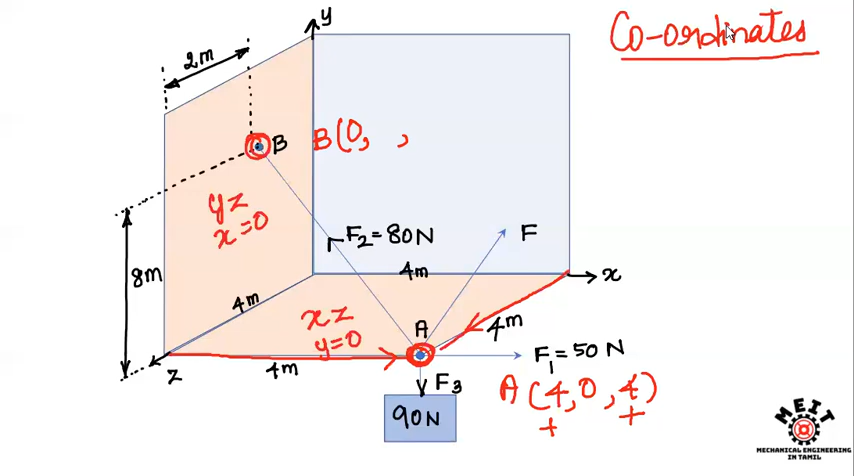 Co-ordinates
y
2m
B
B(0, ,
yz
x=0
F₂=80N
F
8m
4m
4m
x
xz
y=0
A
4m
z
4m
F₁=50N
F₃
A(4,0,4)
+ +
90N
MEIT
MECHANICAL ENGINEERING
IN TAMIL